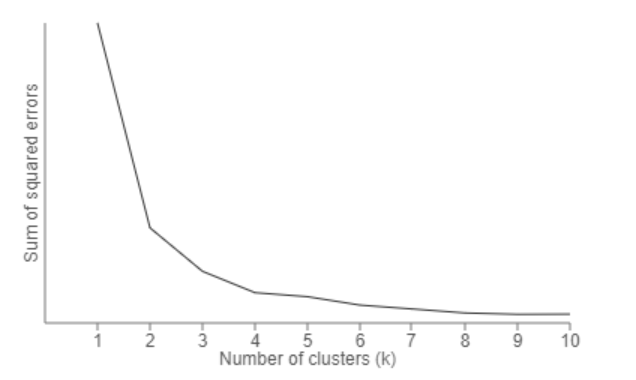 Sum of squared errors
1 2 3 4 5 6 7 8 9 10
Number of clusters (k)